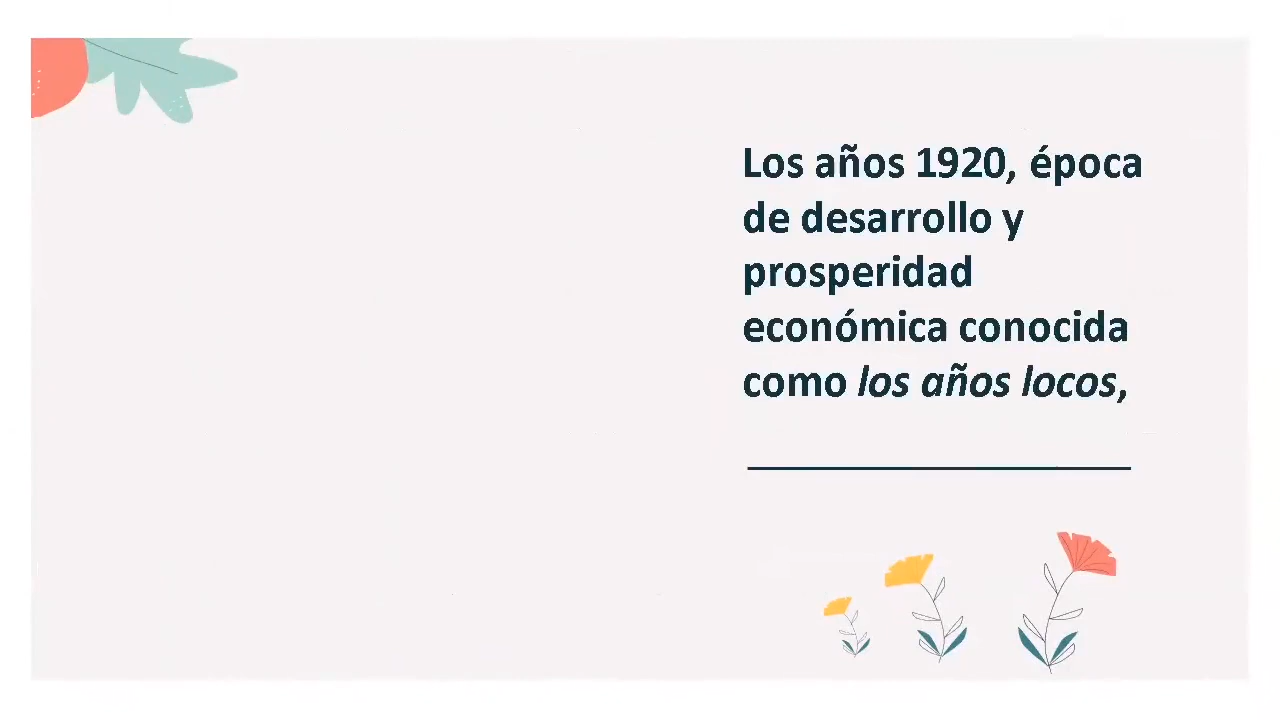 Los años 1920, época
de desarrollo y
prosperidad
económica conocida
como los años locos,